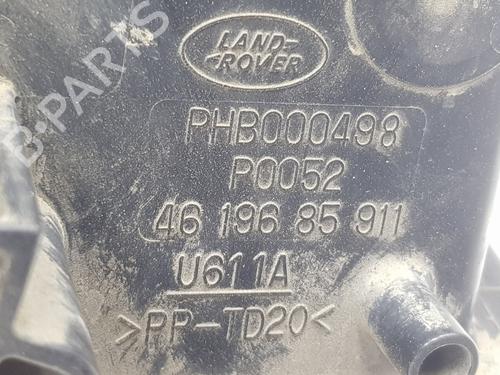 LAND-
ROVER
PHB000498
P0052
46 196 85 911
U611A
>PP-TD20<
B-PARTS